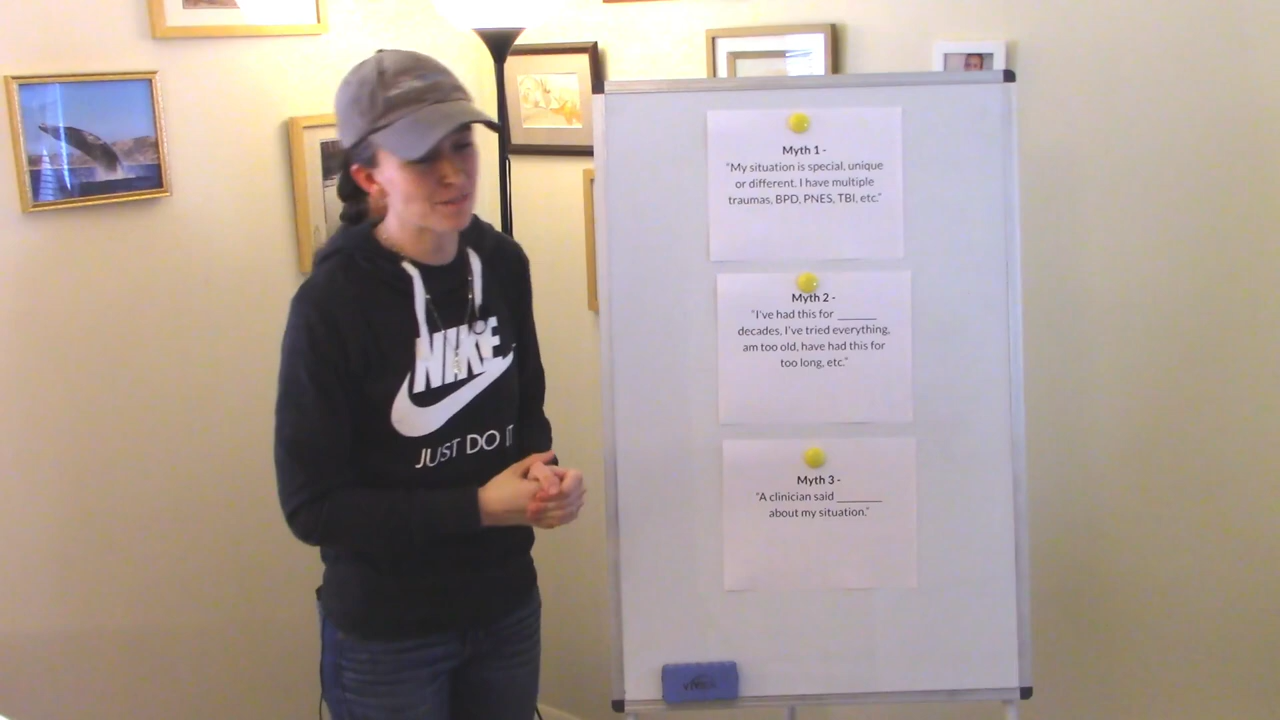 NIKE
JUST DO IT
Myth 1 -
"My situation is special, unique
or different. I have multiple
traumas, BPD, PNES, TBI, etc."
Myth 2 -
"I've had this for _______
decades, I've tried everything,
am too old, have had this for
too long, etc."
Myth 3 -
"A clinician said ________
about my situation."